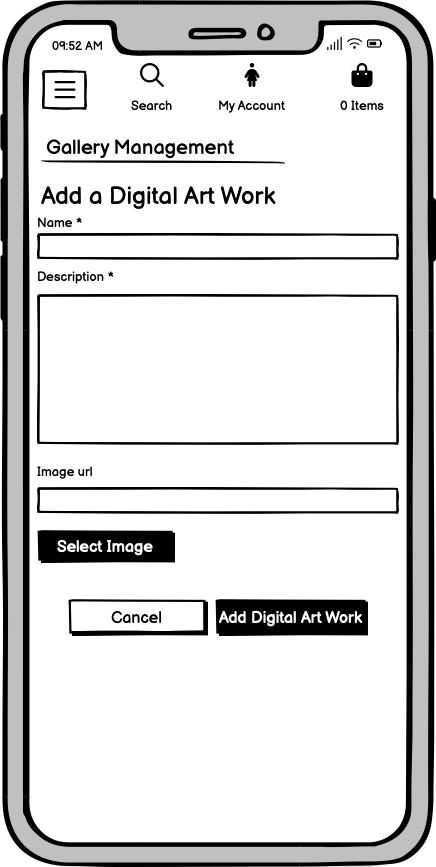 09:52 AM
Search
My Account
0 Items
Gallery Management
Add a Digital Art Work
Name *
Description *
Image url
Select Image
Cancel
Add Digital Art Work